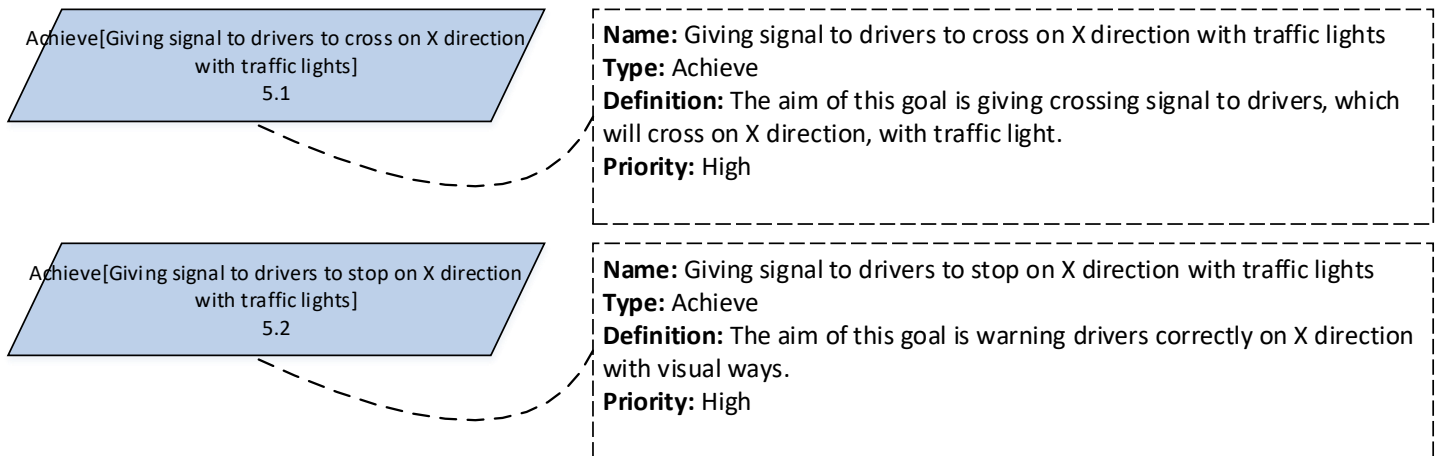 Achieve[Giving signal to drivers to cross on X direction
with traffic lights]
5.1
Name: Giving signal to drivers to cross on X direction with traffic lights
Type: Achieve
Definition: The aim of this goal is giving crossing signal to drivers, which
will cross on X direction, with traffic light.
Priority: High
Achieve[Giving signal to drivers to stop on X direction
with traffic lights]
5.2
Name: Giving signal to drivers to stop on X direction with traffic lights
Type: Achieve
Definition: The aim of this goal is warning drivers correctly on X direction
with visual ways.
Priority: High